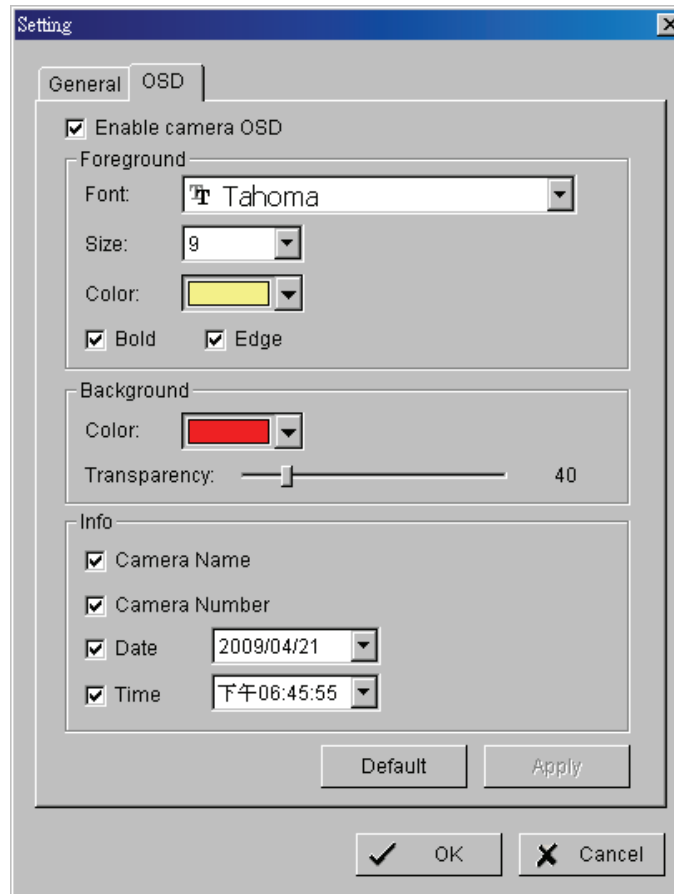 Setting
General OSD
Enable camera OSD
Foreground
Font: Tahoma
Size: 9
Color:
Bold Edge
Background
Color:
Transparency: 40
Info
Camera Name
Camera Number
Date 2009/04/21
Time 下午06:45:55
Default Apply
OK Cancel